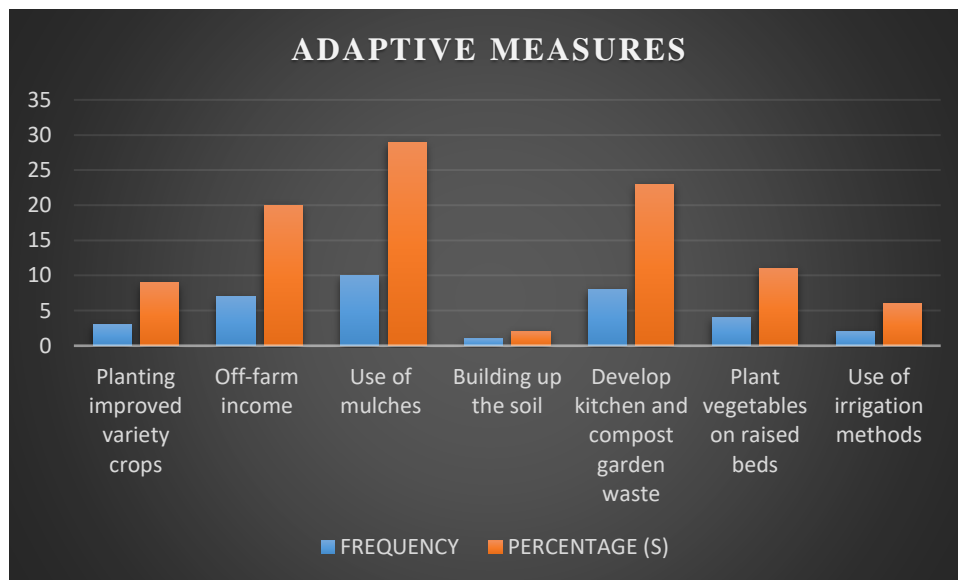 ADAPTIVE MEASURES
35
30
25
20
15
10
5
0
Planting
improved
variety
crops
Off-farm
income
Use of
mulches
Building up
the soil
Develop
kitchen and
compost
garden
waste
Plant
vegetables
on raised
beds
Use of
irrigation
methods
FREQUENCY
PERCENTAGE (S)